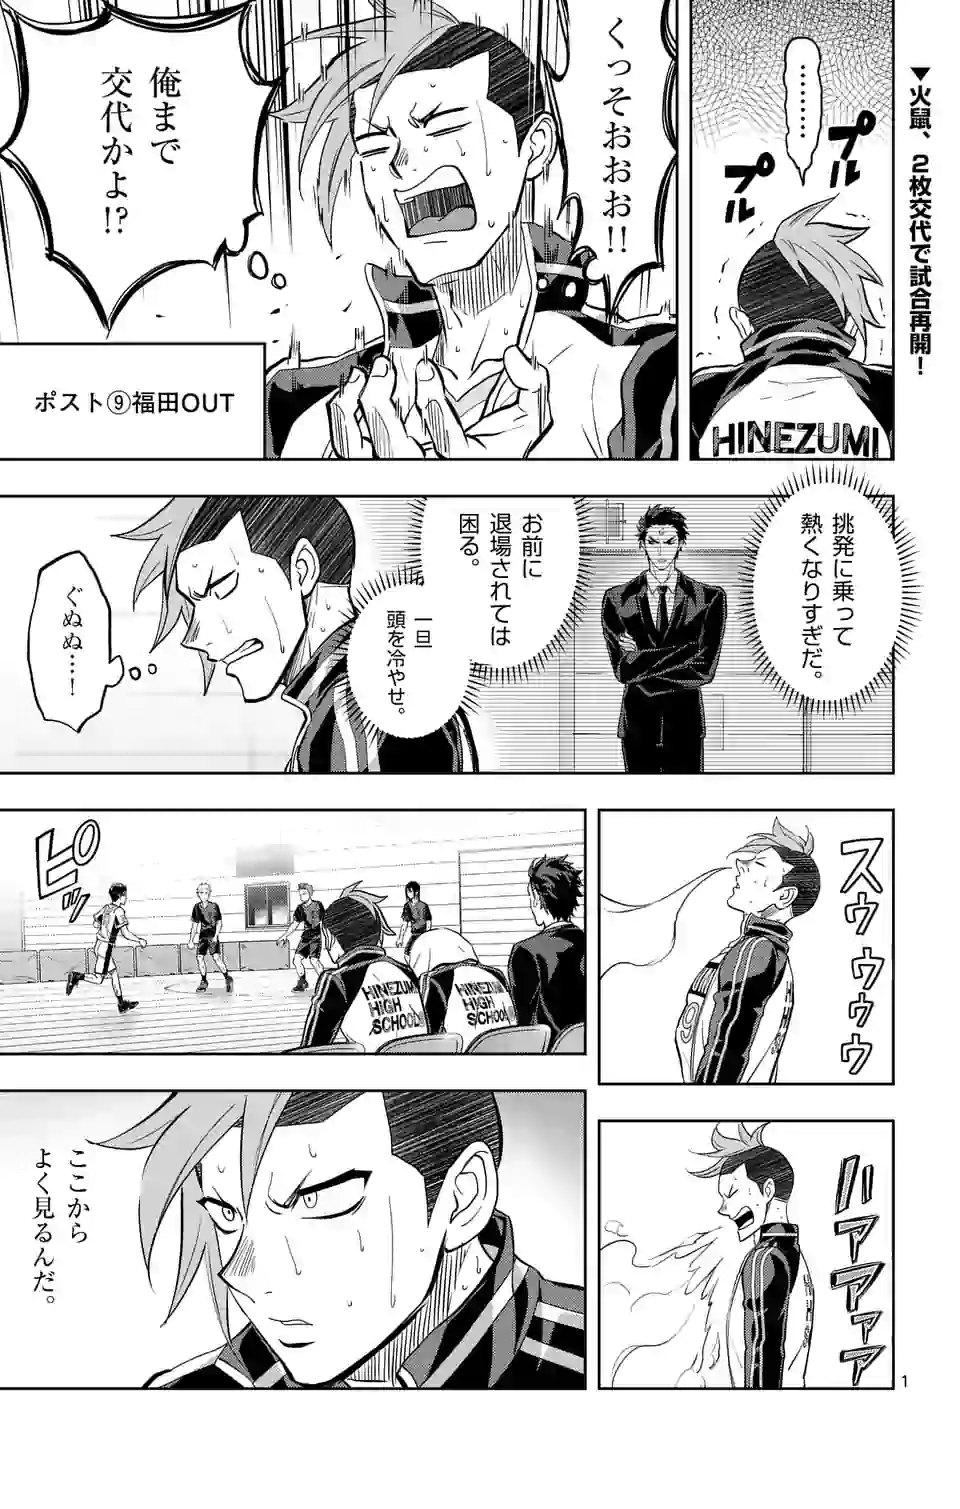 ▼火鼠、2枚交代で試合再開！
………
プル
プル
HINEZUMI
くっそおおお!!
俺まで
交代かよ!?
ポスト⑨福田OUT
挑発に乗って
熱くなりすぎだ。
お前に
退場されては
困る。
一旦
頭を冷やせ。
ぐぬぬ…！
スウゥゥゥ
9
ピピッ
HINEZUMI
HIGH
SCHOOL
HINEZUMI
HIGH
SCHOOL
ハァァァァァ
ここから
よく見るんだ。
1